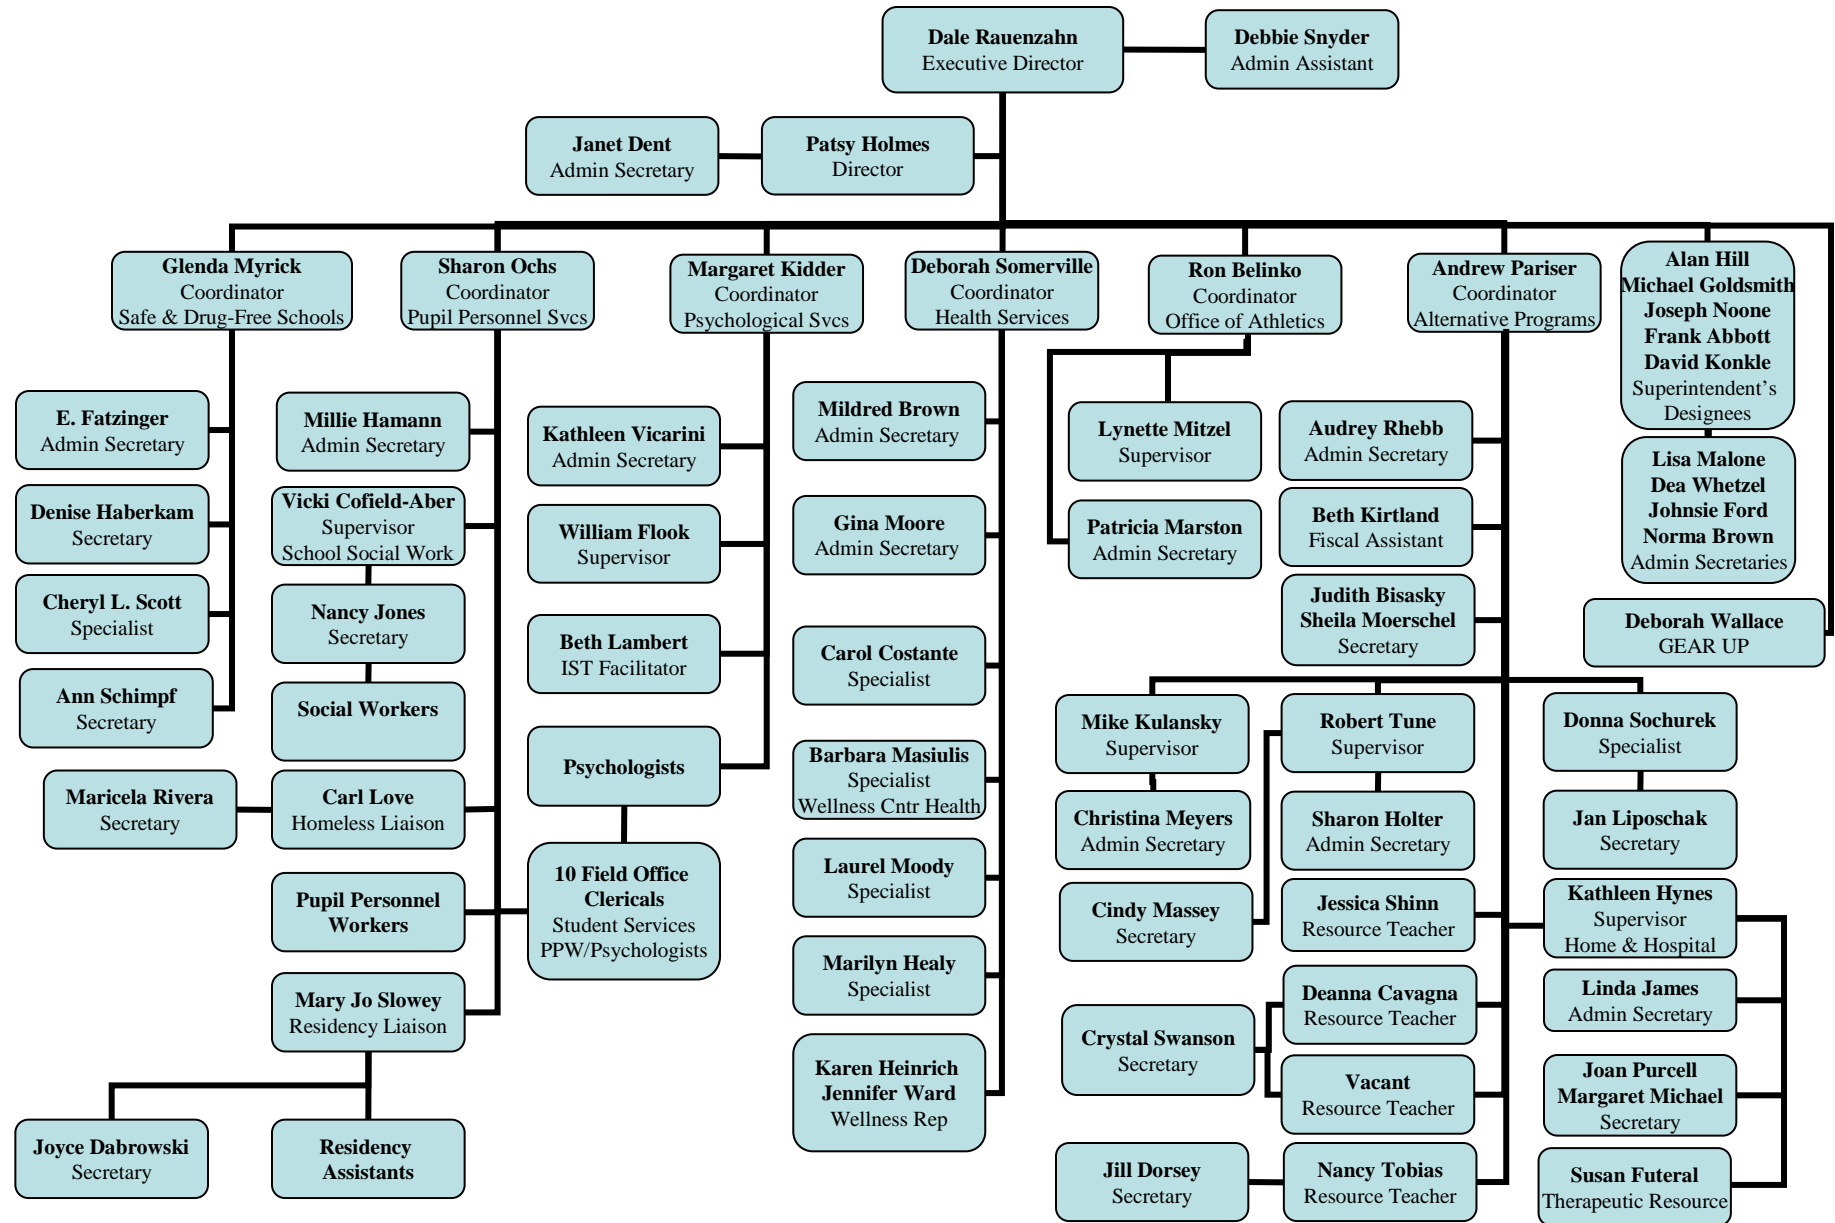 Dale Rauenzahn
Executive Director
Debbie Snyder
Admin Assistant
Janet Dent
Admin Secretary
Patsy Holmes
Director
Glenda Myrick
Coordinator
Safe & Drug-Free Schools
Sharon Ochs
Coordinator
Pupil Personnel Svcs
Margaret Kidder
Coordinator
Psychological Svcs
Deborah Somerville
Coordinator
Health Services
Ron Belinko
Coordinator
Office of Athletics
Andrew Pariser
Coordinator
Alternative Programs
Alan Hill
Michael Goldsmith
Joseph Noone
Frank Abbott
David Konkle
Superintendent’s
Designees
E. Fatzinger
Admin Secretary
Denise Haberkam
Secretary
Cheryl L. Scott
Specialist
Ann Schimpf
Secretary
Millie Hamann
Admin Secretary
Vicki Cofield-Aber
Supervisor
School Social Work
Nancy Jones
Secretary
Social Workers
Maricela Rivera
Secretary
Carl Love
Homeless Liaison
Pupil Personnel
Workers
Mary Jo Slowey
Residency Liaison
Joyce Dabrowski
Secretary
Residency
Assistants
Kathleen Vicarini
Admin Secretary
William Flook
Supervisor
Beth Lambert
IST Facilitator
Psychologists
10 Field Office
Clericals
Student Services
PPW/Psychologists
Mildred Brown
Admin Secretary
Gina Moore
Admin Secretary
Carol Costante
Specialist
Barbara Masiulis
Specialist
Wellness Cntr Health
Laurel Moody
Specialist
Marilyn Healy
Specialist
Karen Heinrich
Jennifer Ward
Wellness Rep
Lynette Mitzel
Supervisor
Patricia Marston
Admin Secretary
Audrey Rhebb
Admin Secretary
Beth Kirtland
Fiscal Assistant
Judith Bisasky
Sheila Moerschel
Secretary
Lisa Malone
Dea Whetzel
Johnsie Ford
Norma Brown
Admin Secretaries
Deborah Wallace
GEAR UP
Mike Kulansky
Supervisor
Christina Meyers
Admin Secretary
Cindy Massey
Secretary
Robert Tune
Supervisor
Sharon Holter
Admin Secretary
Jessica Shinn
Resource Teacher
Crystal Swanson
Secretary
Deanna Cavagna
Resource Teacher
Vacant
Resource Teacher
Jill Dorsey
Secretary
Nancy Tobias
Resource Teacher
Donna Sochurek
Specialist
Jan Liposchak
Secretary
Kathleen Hynes
Supervisor
Home & Hospital
Linda James
Admin Secretary
Joan Purcell
Margaret Michael
Secretary
Susan Futeral
Therapeutic Resource